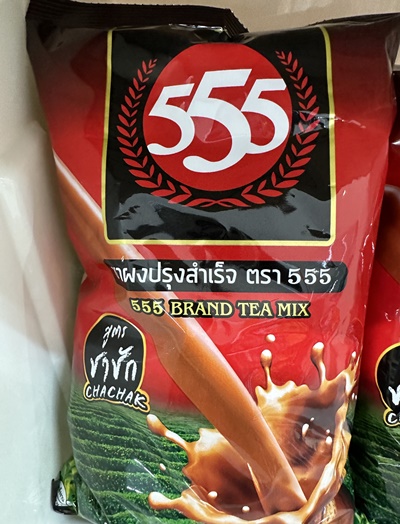 555
ชาผงปรุงสำเร็จ ตรา 555
555 BRAND TEA MIX
สูตร
ชาชัก
CHACHAK